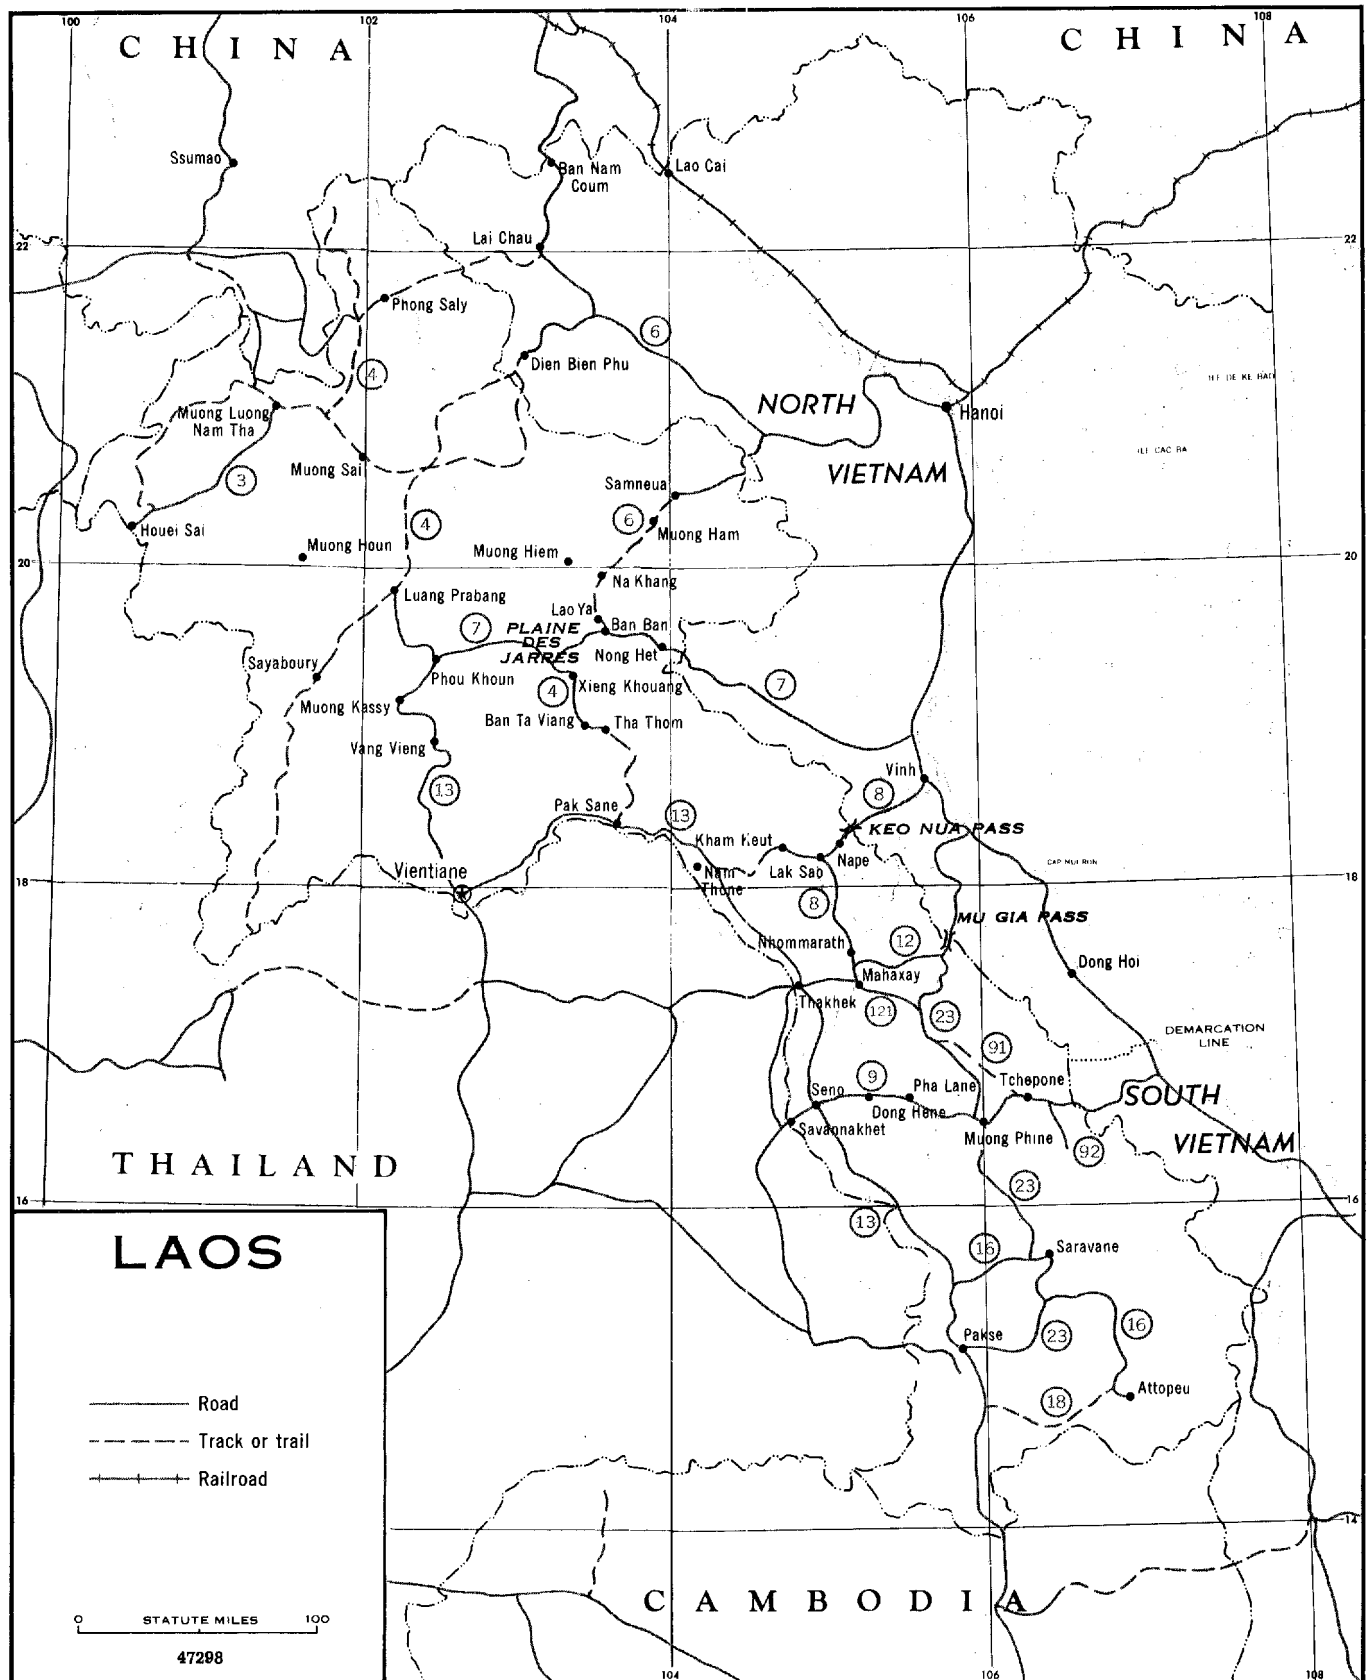 100
102
104
106
108
CHINA
CHINA
Ssumao
Ban Nam
Coum
Lao Cai
22
Lai Chau
22
Phong Saly
6
Dien Bien Phu
4
NORTH
VIETNAM
Hanoi
Muong Luong
Nam Tha
Muong Sai
3
Samneua
6
Muong Ham
4
Houei Sai
Muong Houn
Muong Hiem
20
20
Na Khang
Luang Prabang
Lao Ya
Ban Ban
7
PLAINE
DES
JARRES
Nong Het
Sayaboury
Phou Khoun
4
Xieng Khouang
7
Muong Kassy
Ban Ta Viang
Tha Thom
Vang Vieng
Vinh
13
8
Pak Sane
13
KEO NUA PASS
Kham Keut
Nape
Lak Sao
CAP MUI RON
Vientiane
Nam
Thone
18
18
8
MU GIA PASS
12
Nhommarath
Dong Hoi
Mahaxay
Thakhek
121
23
DEMARCATION
LINE
91
9
Pha Lane
Tchepone
Seno
Dong Hene
SOUTH
VIETNAM
Savannakhet
Muong Phine
92
THAILAND
23
16
16
13
LAOS
16
Saravane
Pakse
23
16
18
Attopeu
Road
Track or trail
Railroad
14
CAMBODIA
0 STATUTE MILES 100
47298
104
106
108